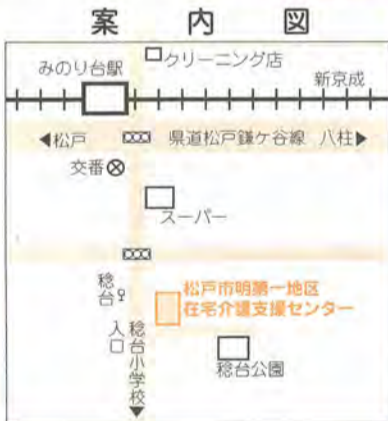 案内図
クリーニング店
みのり台駅
新京成
◀松戸
県道松戸鎌ケ谷線 八柱▶
交番
スーパー
稔台
松戸市明第一地区
在宅介護支援センター
稔台小学校
入口
稔台公園